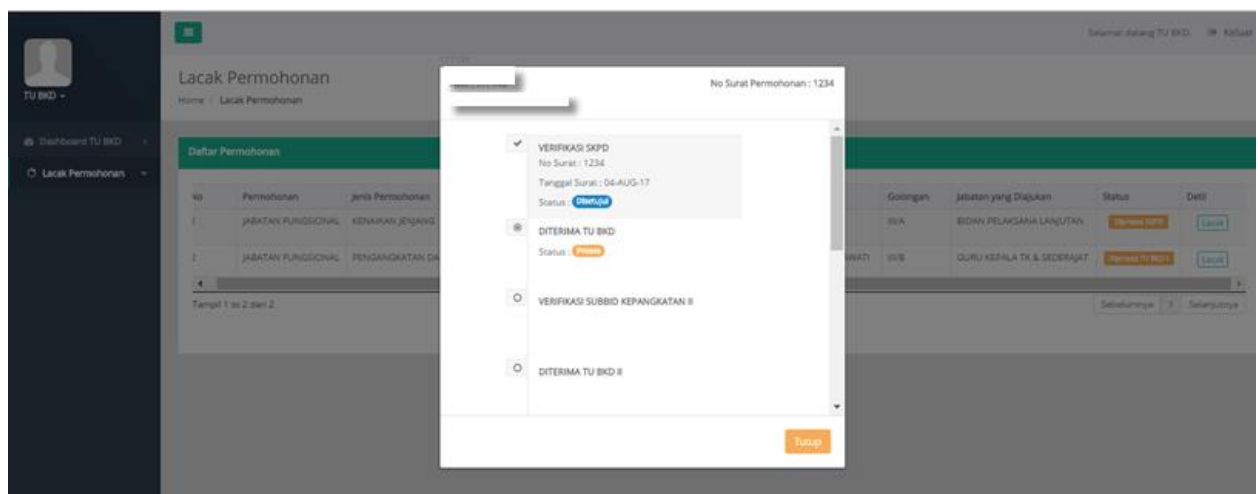 Selamat datang TU BKD
Keluar
TU BKD
Lacak Permohonan
Home / Lacak Permohonan
Dashboard TU BKD
Lacak Permohonan
Daftar Permohonan
No Permohonan Jenis Permohonan Golongan Jabatan yang Diajukan Status Detil
JABATAN FUNGSIONAL KENAIKAN JENJANG III/A BIDAN PELAKSANA LANJUTAN Lacak
2 JABATAN FUNGSIONAL PENGANGKATAN DA WATI III/B GURU KEPALA TK & SEDERAJAT Lacak
Tampil 1 to 2 dari 2
Sebelumnya 1 Selanjutnya
No Surat Permohonan : 1234
VERIFIKASI SKPD
No Surat : 1234
Tanggal Surat : 04-AUG-17
Status : Disetujui
DITERIMA TU BKD
Status : Proses
VERIFIKASI SUBBID KEPANGKATAN II
DITERIMA TU BKD II
Tutup